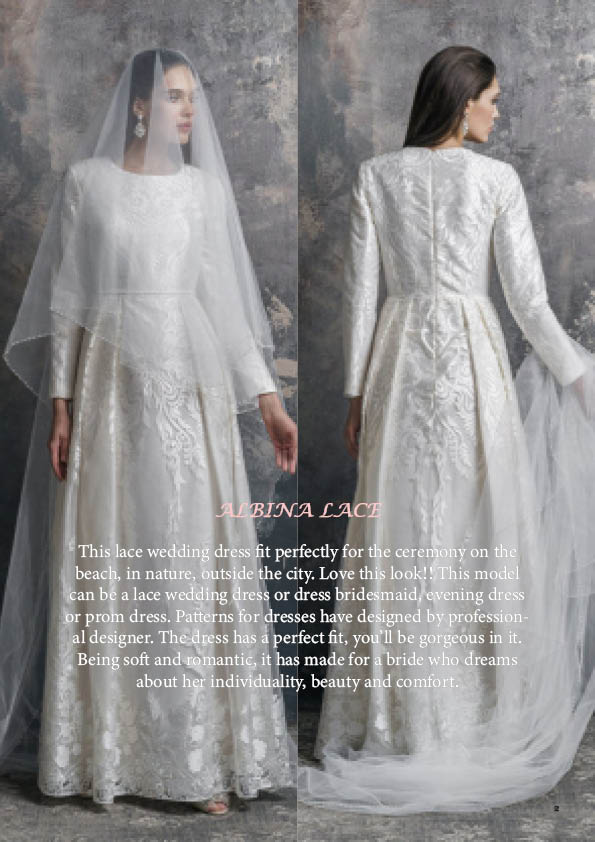 ALBINA LACE
This lace wedding dress fit perfectly for the ceremony on the
beach, in nature, outside the city. Love this look!! This model
can be a lace wedding dress or dress bridesmaid, evening dress
or prom dress. Patterns for dresses have designed by profession-
al designer. The dress has a perfect fit, you'll be gorgeous in it.
Being soft and romantic, it has made for a bride who dreams
about her individuality, beauty and comfort.
2